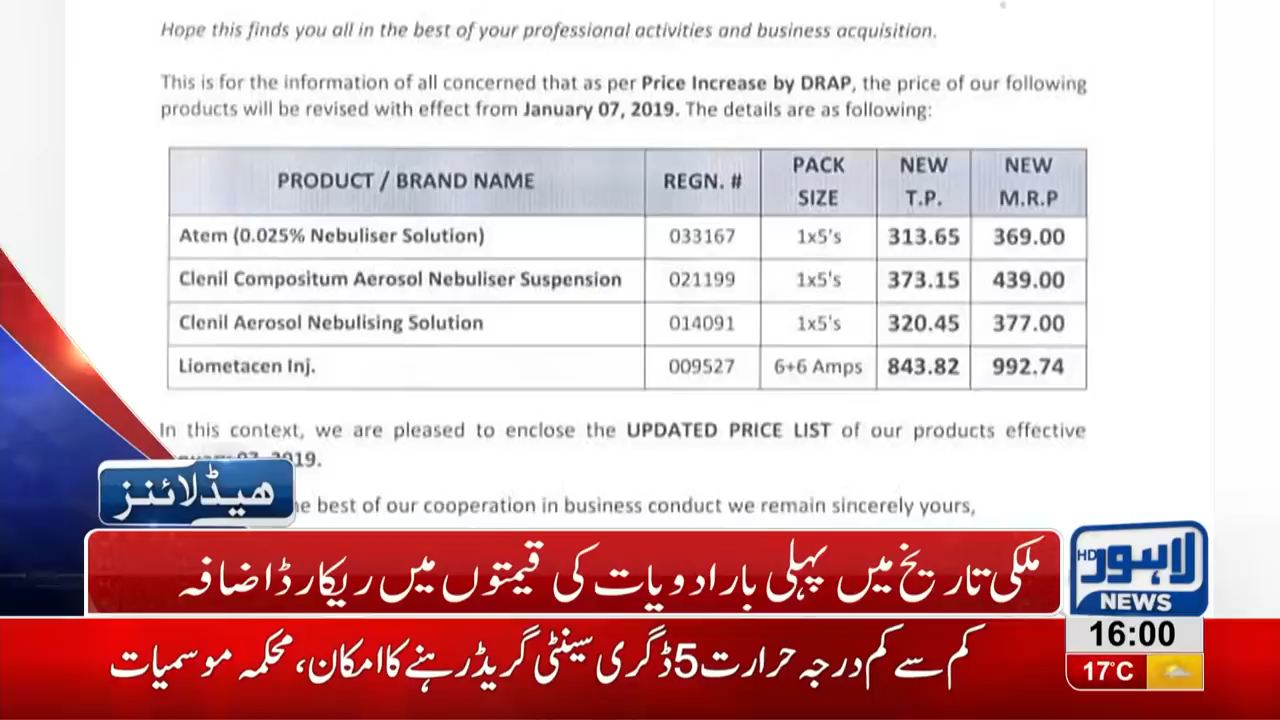 Hope this finds you all in the best of your professional activities and business acquisition.
This is for the information of all concerned that as per Price Increase by DRAP, the price of our following
products will be revised with effect from January 07, 2019. The details are as following:
PRODUCT / BRAND NAME REGN. # PACK SIZE NEW T.P. NEW M.R.P
Atem (0.025% Nebuliser Solution) 033167 1x5's 313.65 369.00
Clenil Compositum Aerosol Nebuliser Suspension 021199 1x5's 373.15 439.00
Clenil Aerosol Nebulising Solution 014091 1x5's 320.45 377.00
Liometacen Inj. 009527 6+6 Amps 843.82 992.74
In this context, we are pleased to enclose the UPDATED PRICE LIST of our products effective
19.
ہیڈلائنز
best of our cooperation in business conduct we remain sincerely yours,
ملکی تاریخ میں پہلی بار ادویات کی قیمتوں میں ریکارڈ اضافہ
لاہور HD
NEWS
16:00
17°C
کم سے کم درجہ حرارت 5 ڈگری سینٹی گریڈ رہنے کا امکان، محکمہ موسمیات